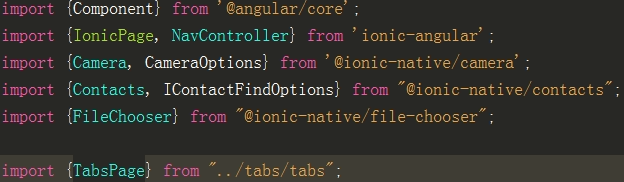 import {Component} from '@angular/core';
import {IonicPage, NavController} from 'ionic-angular';
import {Camera, CameraOptions} from '@ionic-native/camera';
import {Contacts, IContactFindOptions} from "@ionic-native/contacts";
import {FileChooser} from "@ionic-native/file-chooser";
import {TabsPage} from "../tabs/tabs";